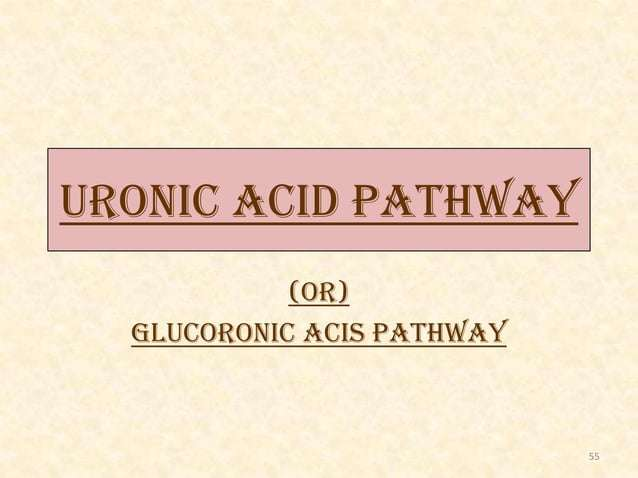 URONIC ACID PATHWAY
(OR)
GLUCORONIC ACIS PATHWAY
55